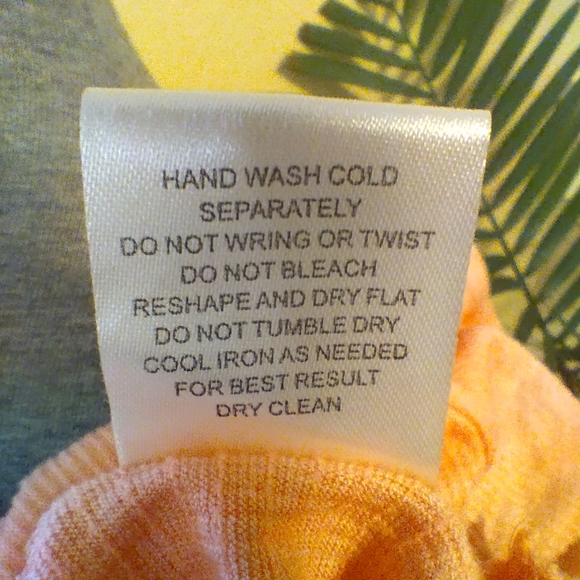 HAND WASH COLD
SEPARATELY
DO NOT WRING OR TWIST
DO NOT BLEACH
RESHAPE AND DRY FLAT
DO NOT TUMBLE DRY
COOL IRON AS NEEDED
FOR BEST RESULT
DRY CLEAN